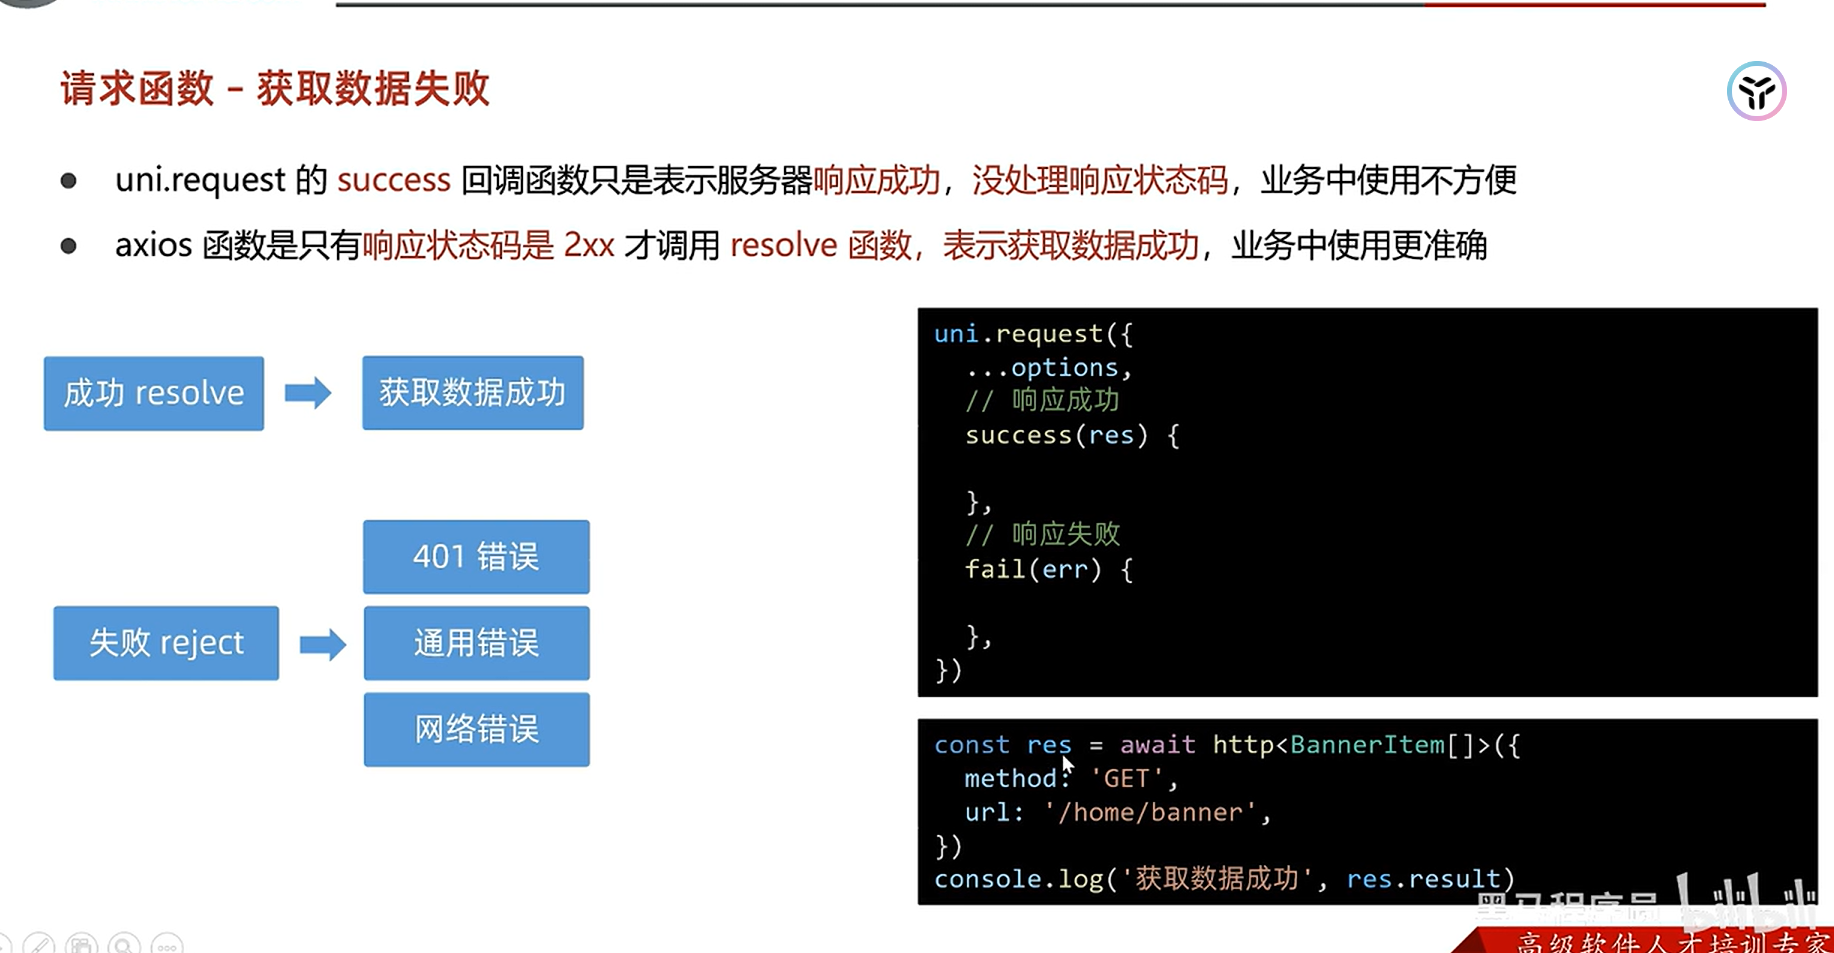 请求函数 – 获取数据失败
● uni.request 的 success 回调函数只是表示服务器响应成功，没处理响应状态码，业务中使用不方便
● axios 函数是只有响应状态码是 2xx 才调用 resolve 函数，表示获取数据成功，业务中使用更准确
成功 resolve
获取数据成功
401 错误
失败 reject
通用错误
网络错误
uni.request({
...options,
// 响应成功
success(res) {
},
// 响应失败
fail(err) {
},
})
const res = await http<BannerItem[]>({
method: 'GET',
url: '/home/banner',
})
console.log('获取数据成功', res.result)
黑马程序员
bilibili
高级软件人才培训专家